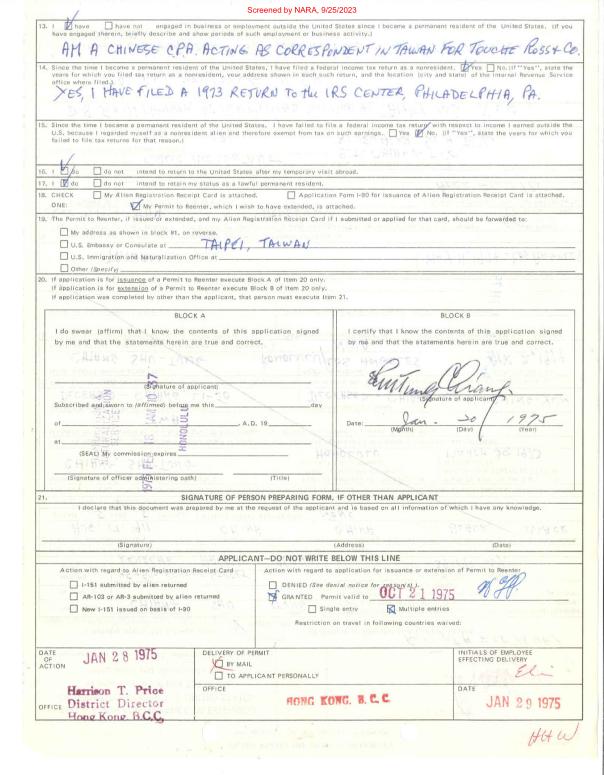 Screened by NARA, 9/25/2023
13. I have have not engaged in business or employment outside the United States since I became a permanent resident of the United States. (If you
have engaged therein, briefly describe and show periods of such employment or business activity.)
AM A CHINESE CPA. ACTING AS CORRESPONDENT IN TAIWAN FOR TOUCHE ROSS & CO.
14. Since the time I became a permanent resident of the United States, I have filed a federal income tax return as a nonresident. Yes No. (If "Yes", state the
years for which you filed tax return as a nonresident, your address shown in such return, and the location (city and state) of the Internal Revenue Service
office where filed.)
YES, I HAVE FILED A 1973 RETURN TO the IRS CENTER, PHILADELPHIA, PA.
15. Since the time I became a permanent resident of the United States, I have failed to file a federal income tax return with respect to income I earned outside the
U.S. because I regarded myself as a nonresident alien and therefore exempt from tax on such earnings. Yes No. (If "Yes", state the years for which you
failed to file tax returns for that reason.)
16. I do do not intend to return to the United States after my temporary visit abroad.
17. I do do not intend to retain my status as a lawful permanent resident.
18. CHECK My Alien Registration Receipt Card is attached. Application Form I-90 for issuance of Alien Registration Receipt Card is attached.
ONE: My Permit to Reenter, which I wish to have extended, is attached.
19. The Permit to Reenter, if issued or extended, and my Alien Registration Receipt Card if I submitted or applied for that card, should be forwarded to:
My address as shown in block #1, on reverse.
U.S. Embassy or Consulate at TAIPEI, TAIWAN
U.S. Immigration and Naturalization Office at
Other (Specify)
20. If application is for issuance of a Permit to Reenter execute Block A of Item 20 only.
If application is for extension of a Permit to Reenter execute Block B of Item 20 only.
If application was completed by other than the applicant, that person must execute Item 21.
BLOCK A
I do swear (affirm) that I know the contents of this application signed
by me and that the statements herein are true and correct.
(Signature of applicant)
Subscribed and sworn to (affirmed) before me this day
of , A.D. 19
at
(SEAL) My commission expires
(Signature of officer administering oath) (Title)
1975 FEB 18 AM 10 37
HONOLULU
BLOCK B
I certify that I know the contents of this application signed
by me and that the statements herein are true and correct.
(Signature of applicant)
Date: Jan. 20 1975
(Month) (Day) (Year)
21. SIGNATURE OF PERSON PREPARING FORM, IF OTHER THAN APPLICANT
I declare that this document was prepared by me at the request of the applicant and is based on all information of which I have any knowledge.
(Signature) (Address) (Date)
APPLICANT—DO NOT WRITE BELOW THIS LINE
Action with regard to Alien Registration Receipt Card
I-151 submitted by alien returned
AR-103 or AR-3 submitted by alien returned
New I-151 issued on basis of I-90
Action with regard to application for issuance or extension of Permit to Reenter
DENIED (See denial notice for reason(s).)
GRANTED Permit valid to OCT 21 1975
Single entry Multiple entries
Restriction on travel in following countries waived:
DATE OF ACTION JAN 28 1975
OFFICE Harrison T. Price
District Director
Hong Kong. B.C.C.
DELIVERY OF PERMIT
BY MAIL
TO APPLICANT PERSONALLY
OFFICE
HONG KONG. B.C.C.
INITIALS OF EMPLOYEE
EFFECTING DELIVERY
DATE
JAN 29 1975
HHW